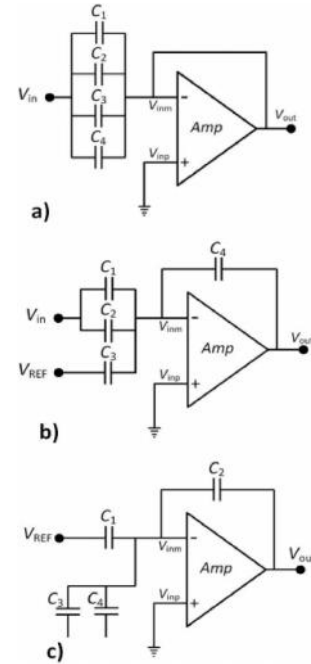 C1
C2
Vin
C3
C4
Vinm
Amp
Vout
Vinp
a)
C1
C4
Vin
C2
Vinm
Amp
Vout
VREF
C3
Vinp
b)
C2
VREF
C1
Vinm
Amp
Vou
C3
C4
Vinp
c)